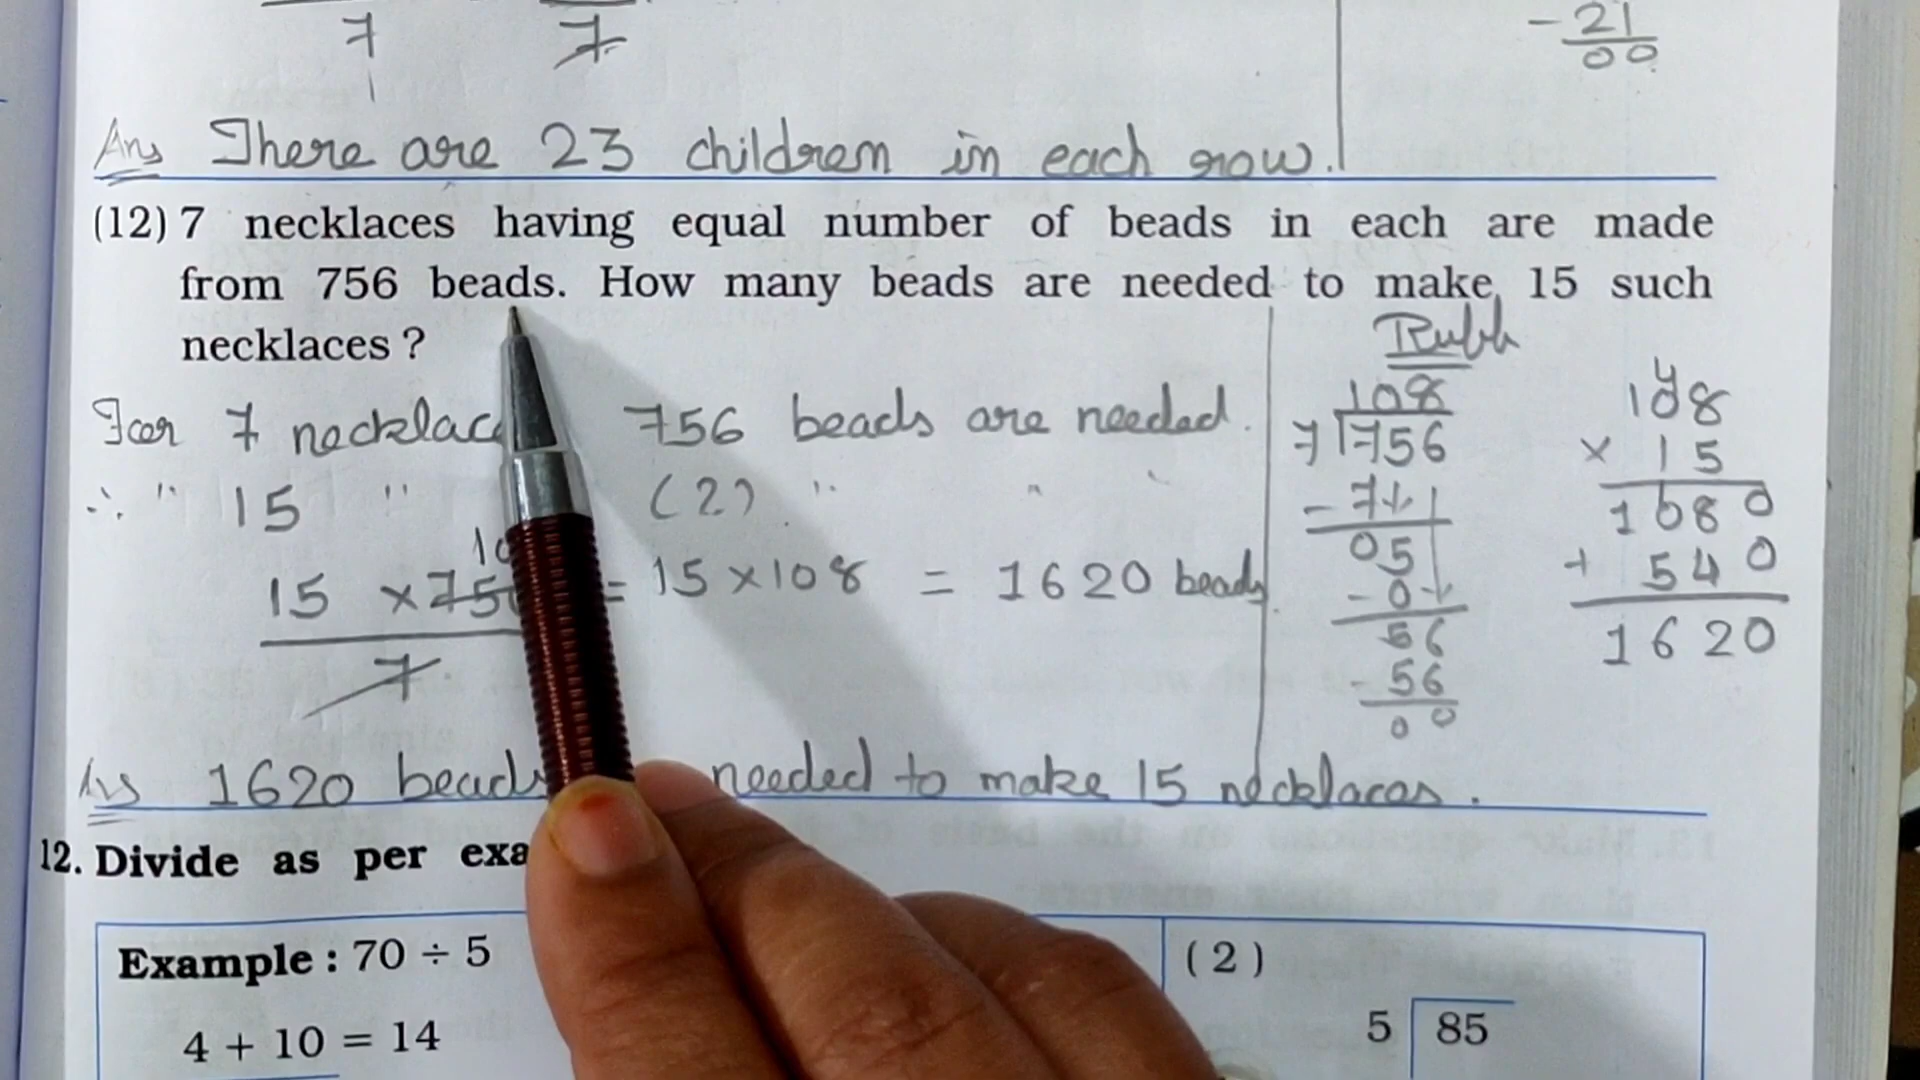 7 7
- 21
00
Ans There are 23 children in each row.
(12) 7 necklaces having equal number of beads in each are made
from 756 beads. How many beads are needed to make 15 such
necklaces ?
For 7 necklac 756 beads are needed.
∴ " 15 " (?) " " "
15 × 756 = 15 × 108 = 1620 beads
7
108
7 756
- 7
05
- 0
56
- 56
00
4
108
× 15
1080
+ 540
1620
Ans 1620 beads needed to make 15 necklaces.
12. Divide as per exa
Example : 70 ÷ 5
4 + 10 = 14
( 2 )
5 85